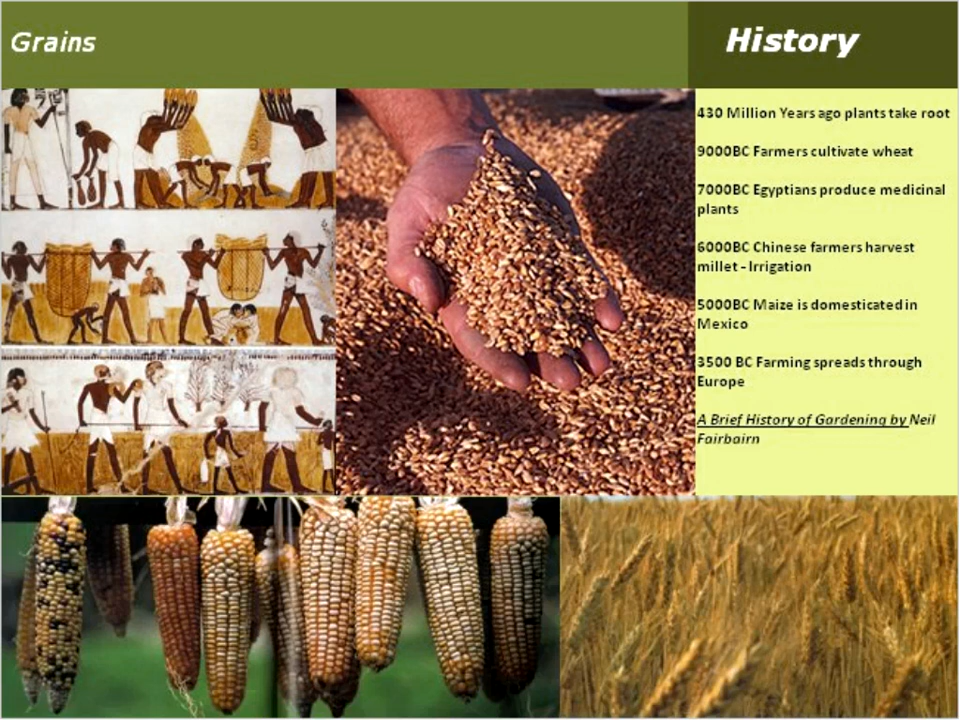 Grains
History
430 Million Years ago plants take root
9000BC Farmers cultivate wheat
7000BC Egyptians produce medicinal
plants
6000BC Chinese farmers harvest
millet - Irrigation
5000BC Maize is domesticated in
Mexico
3500 BC Farming spreads through
Europe
A Brief History of Gardening by Neil
Fairbairn